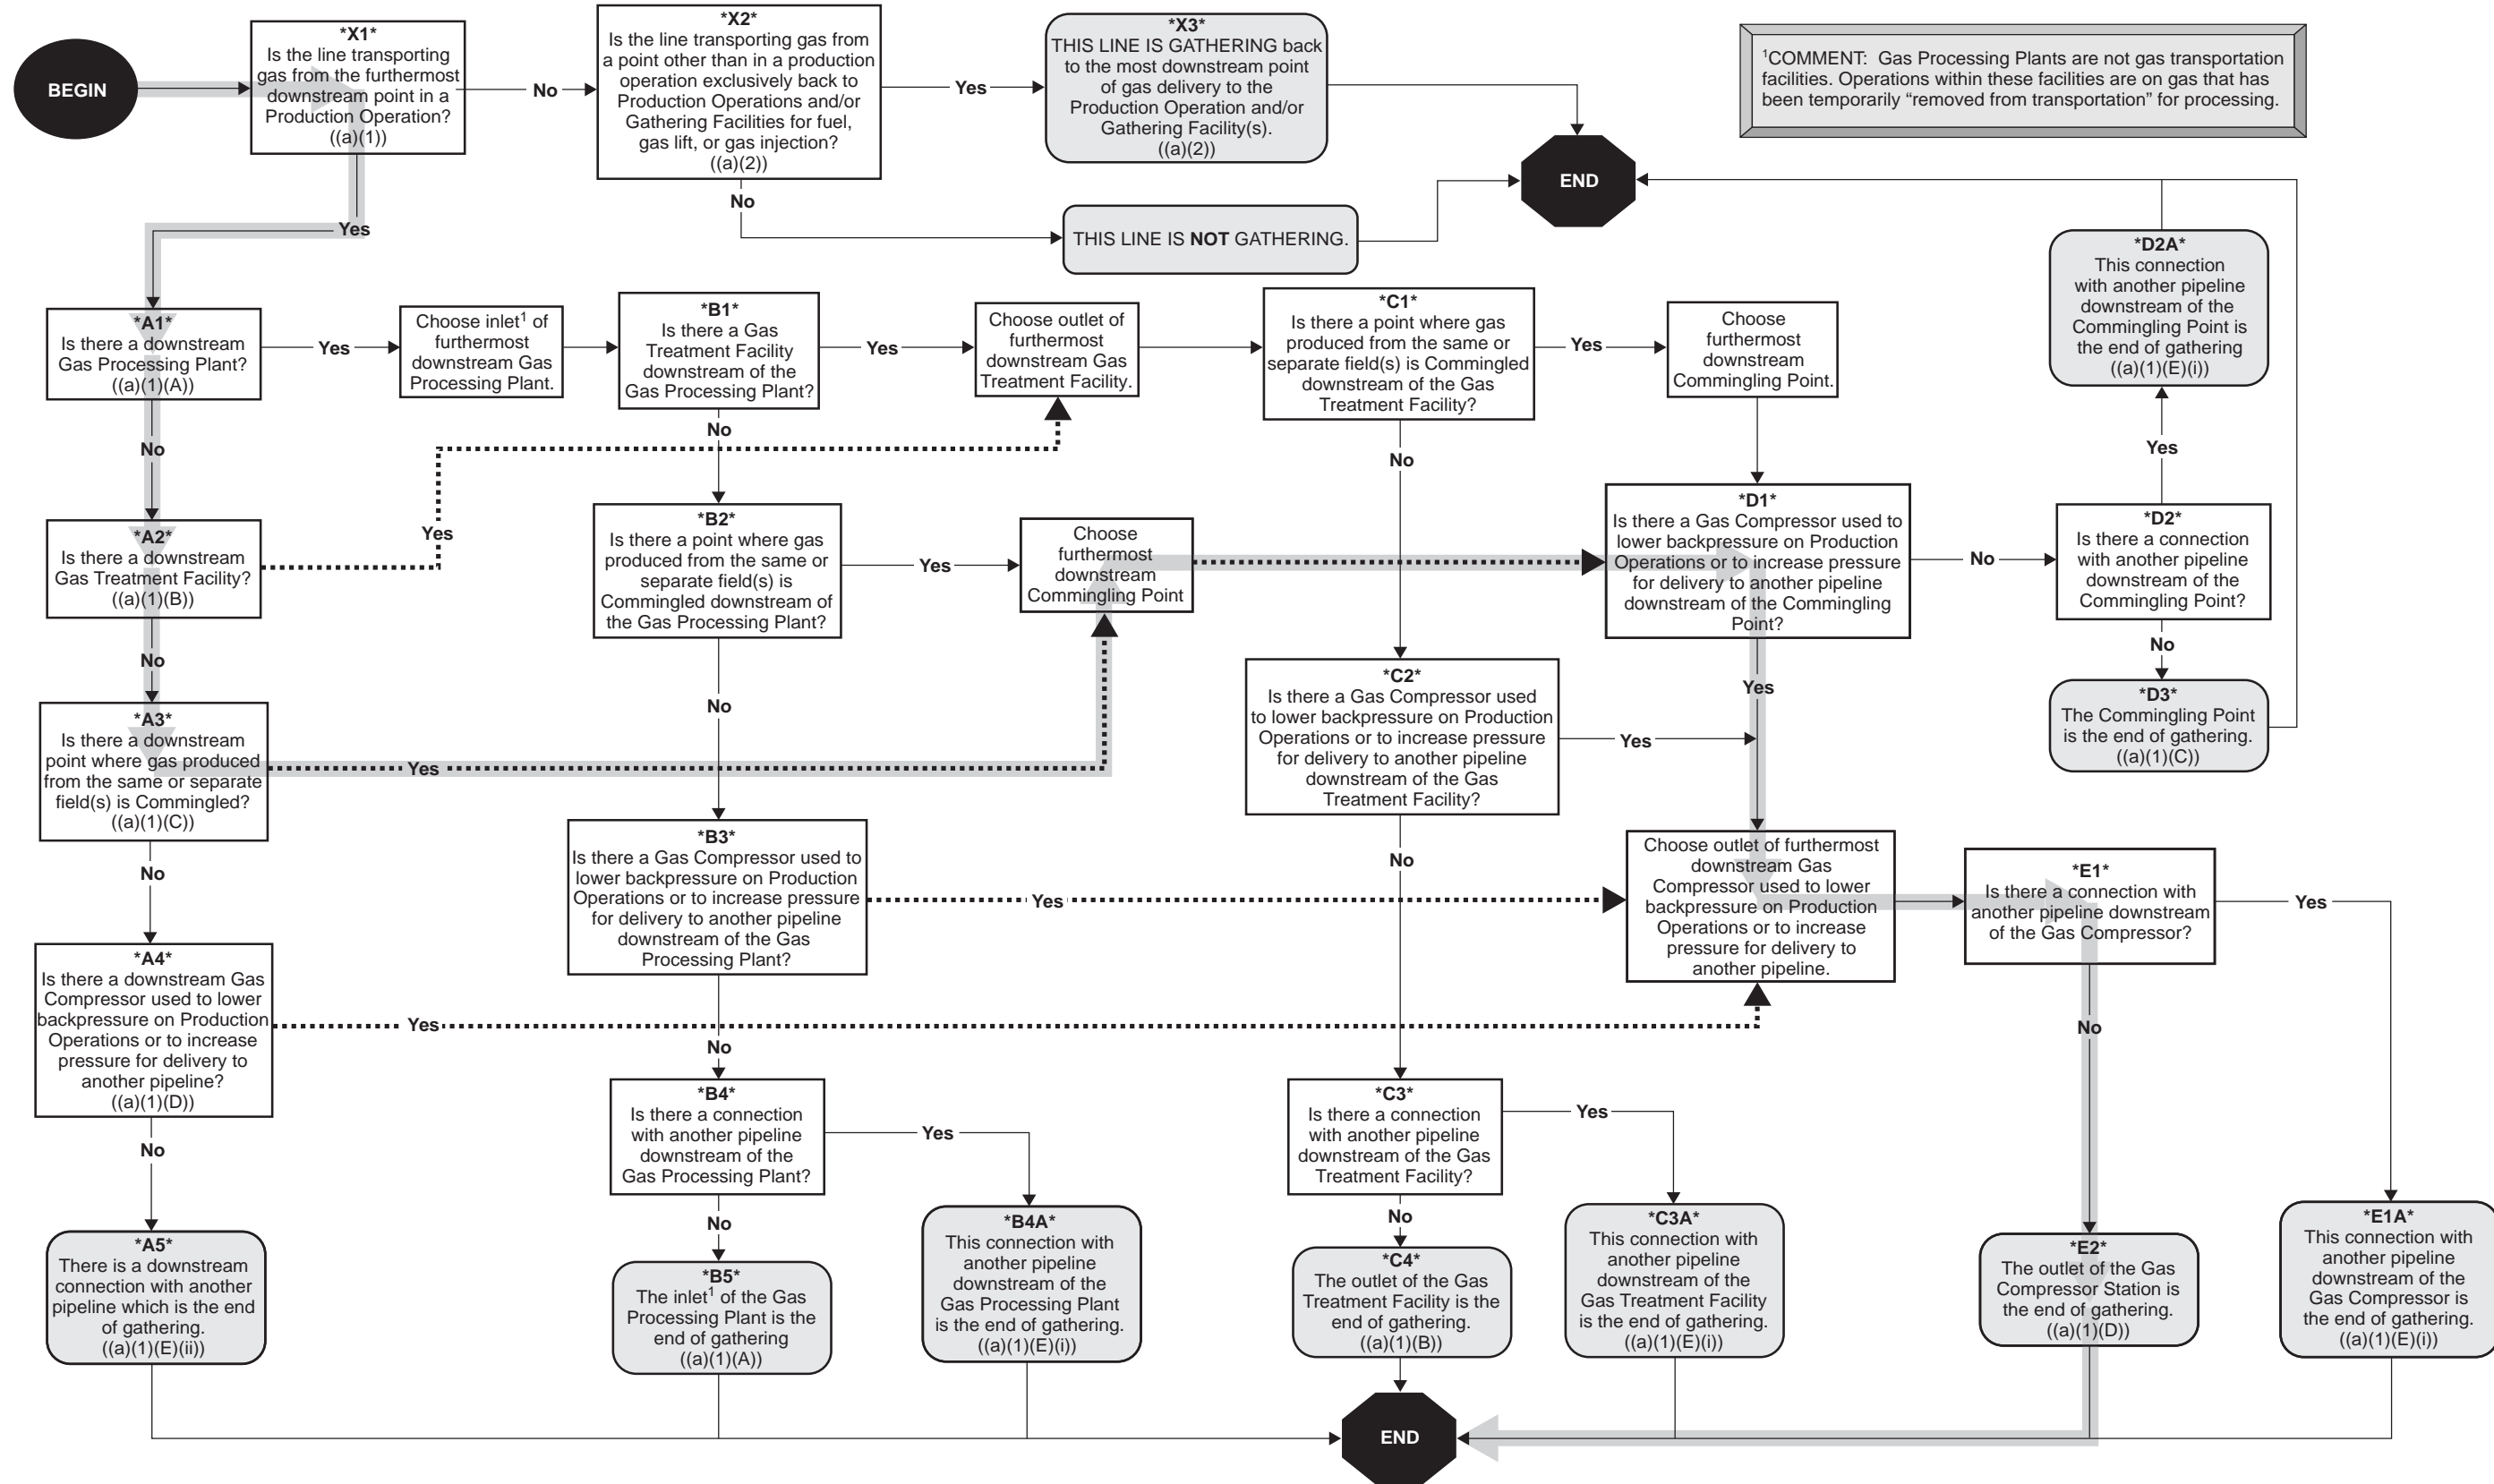 BEGIN
*X1*
Is the line transporting
gas from the furthermost
downstream point in a
Production Operation?
((a)(1))
No
*X2*
Is the line transporting gas from
a point other than in a production
operation exclusively back to
Production Operations and/or
Gathering Facilities for fuel,
gas lift, or gas injection?
((a)(2))
Yes
*X3*
THIS LINE IS GATHERING back
to the most downstream point
of gas delivery to the
Production Operation and/or
Gathering Facility(s).
((a)(2))
¹COMMENT: Gas Processing Plants are not gas transportation
facilities. Operations within these facilities are on gas that has
been temporarily “removed from transportation” for processing.
END
No
THIS LINE IS NOT GATHERING.
Yes
*A1*
Is there a downstream
Gas Processing Plant?
((a)(1)(A))
Yes
Choose inlet¹ of
furthermost
downstream Gas
Processing Plant.
*B1*
Is there a Gas
Treatment Facility
downstream of the
Gas Processing Plant?
Yes
Choose outlet of
furthermost
downstream Gas
Treatment Facility.
*C1*
Is there a point where gas
produced from the same or
separate field(s) is Commingled
downstream of the Gas
Treatment Facility?
Yes
Choose
furthermost
downstream
Commingling Point.
*D2A*
This connection
with another pipeline
downstream of the
Commingling Point is
the end of gathering
((a)(1)(E)(i))
No
No
No
Yes
*A2*
Is there a downstream
Gas Treatment Facility?
((a)(1)(B))
Yes
*B2*
Is there a point where gas
produced from the same or
separate field(s) is
Commingled downstream of
the Gas Processing Plant?
Yes
Choose
furthermost
downstream
Commingling Point
*D1*
Is there a Gas Compressor used to
lower backpressure on Production
Operations or to increase pressure
for delivery to another pipeline
downstream of the Commingling
Point?
No
*D2*
Is there a connection
with another pipeline
downstream of the
Commingling Point?
No
No
No
Yes
*A3*
Is there a downstream
point where gas produced
from the same or separate
field(s) is Commingled?
((a)(1)(C))
Yes
*C2*
Is there a Gas Compressor used
to lower backpressure on Production
Operations or to increase pressure
for delivery to another pipeline
downstream of the Gas
Treatment Facility?
Yes
*D3*
The Commingling Point
is the end of gathering.
((a)(1)(C))
No
*B3*
Is there a Gas Compressor used to
lower backpressure on Production
Operations or to increase pressure
for delivery to another pipeline
downstream of the Gas
Processing Plant?
Yes
No
Choose outlet of furthermost
downstream Gas
Compressor used to lower
backpressure on Production
Operations or to increase
pressure for delivery to
another pipeline.
*E1*
Is there a connection with
another pipeline downstream
of the Gas Compressor?
Yes
*A4*
Is there a downstream Gas
Compressor used to lower
backpressure on Production
Operations or to increase
pressure for delivery to
another pipeline?
((a)(1)(D))
Yes
No
No
*B4*
Is there a connection
with another pipeline
downstream of the
Gas Processing Plant?
Yes
*C3*
Is there a connection
with another pipeline
downstream of the Gas
Treatment Facility?
Yes
No
No
No
*A5*
There is a downstream
connection with another
pipeline which is the end
of gathering.
((a)(1)(E)(ii))
*B5*
The inlet¹ of the Gas
Processing Plant is the
end of gathering
((a)(1)(A))
*B4A*
This connection with
another pipeline
downstream of the
Gas Processing Plant
is the end of gathering.
((a)(1)(E)(i))
*C4*
The outlet of the Gas
Treatment Facility is the
end of gathering.
((a)(1)(B))
*C3A*
This connection with
another pipeline
downstream of the
Gas Treatment Facility
is the end of gathering.
((a)(1)(E)(i))
*E2*
The outlet of the Gas
Compressor Station is
the end of gathering.
((a)(1)(D))
*E1A*
This connection with
another pipeline
downstream of the
Gas Compressor is
the end of gathering.
((a)(1)(E)(i))
END